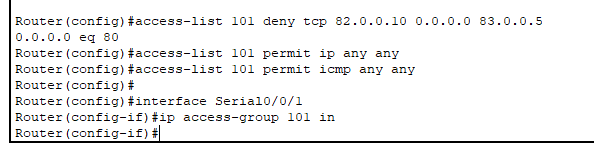 Router(config)#access-list 101 deny tcp 82.0.0.10 0.0.0.0 83.0.0.5
0.0.0.0 eq 80
Router(config)#access-list 101 permit ip any any
Router(config)#access-list 101 permit icmp any any
Router(config)#
Router(config)#interface Serial0/0/1
Router(config-if)#ip access-group 101 in
Router(config-if)#